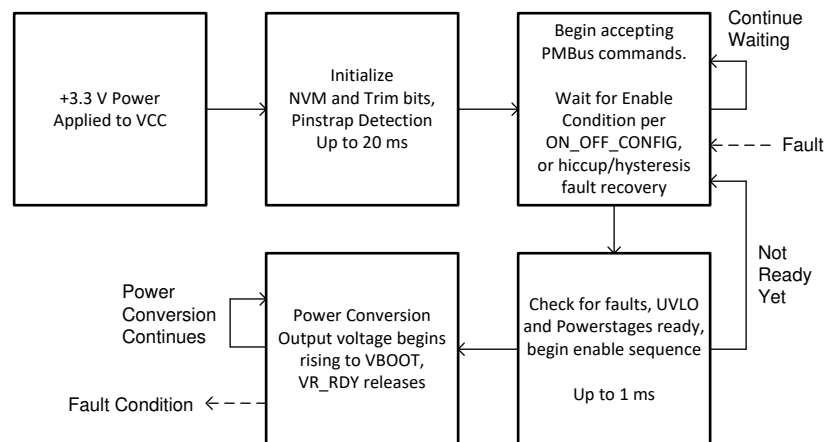 +3.3 V Power
Applied to VCC
Initialize
NVM and Trim bits,
Pinstrap Detection
Up to 20 ms
Begin accepting
PMBus commands.
Wait for Enable
Condition per
ON_OFF_CONFIG,
or hiccup/hysteresis
fault recovery
Continue
Waiting
Fault
Not
Ready
Yet
Check for faults, UVLO
and Powerstages ready,
begin enable sequence
Up to 1 ms
Power Conversion
Output voltage begins
rising to VBOOT,
VR_RDY releases
Power
Conversion
Continues
Fault Condition